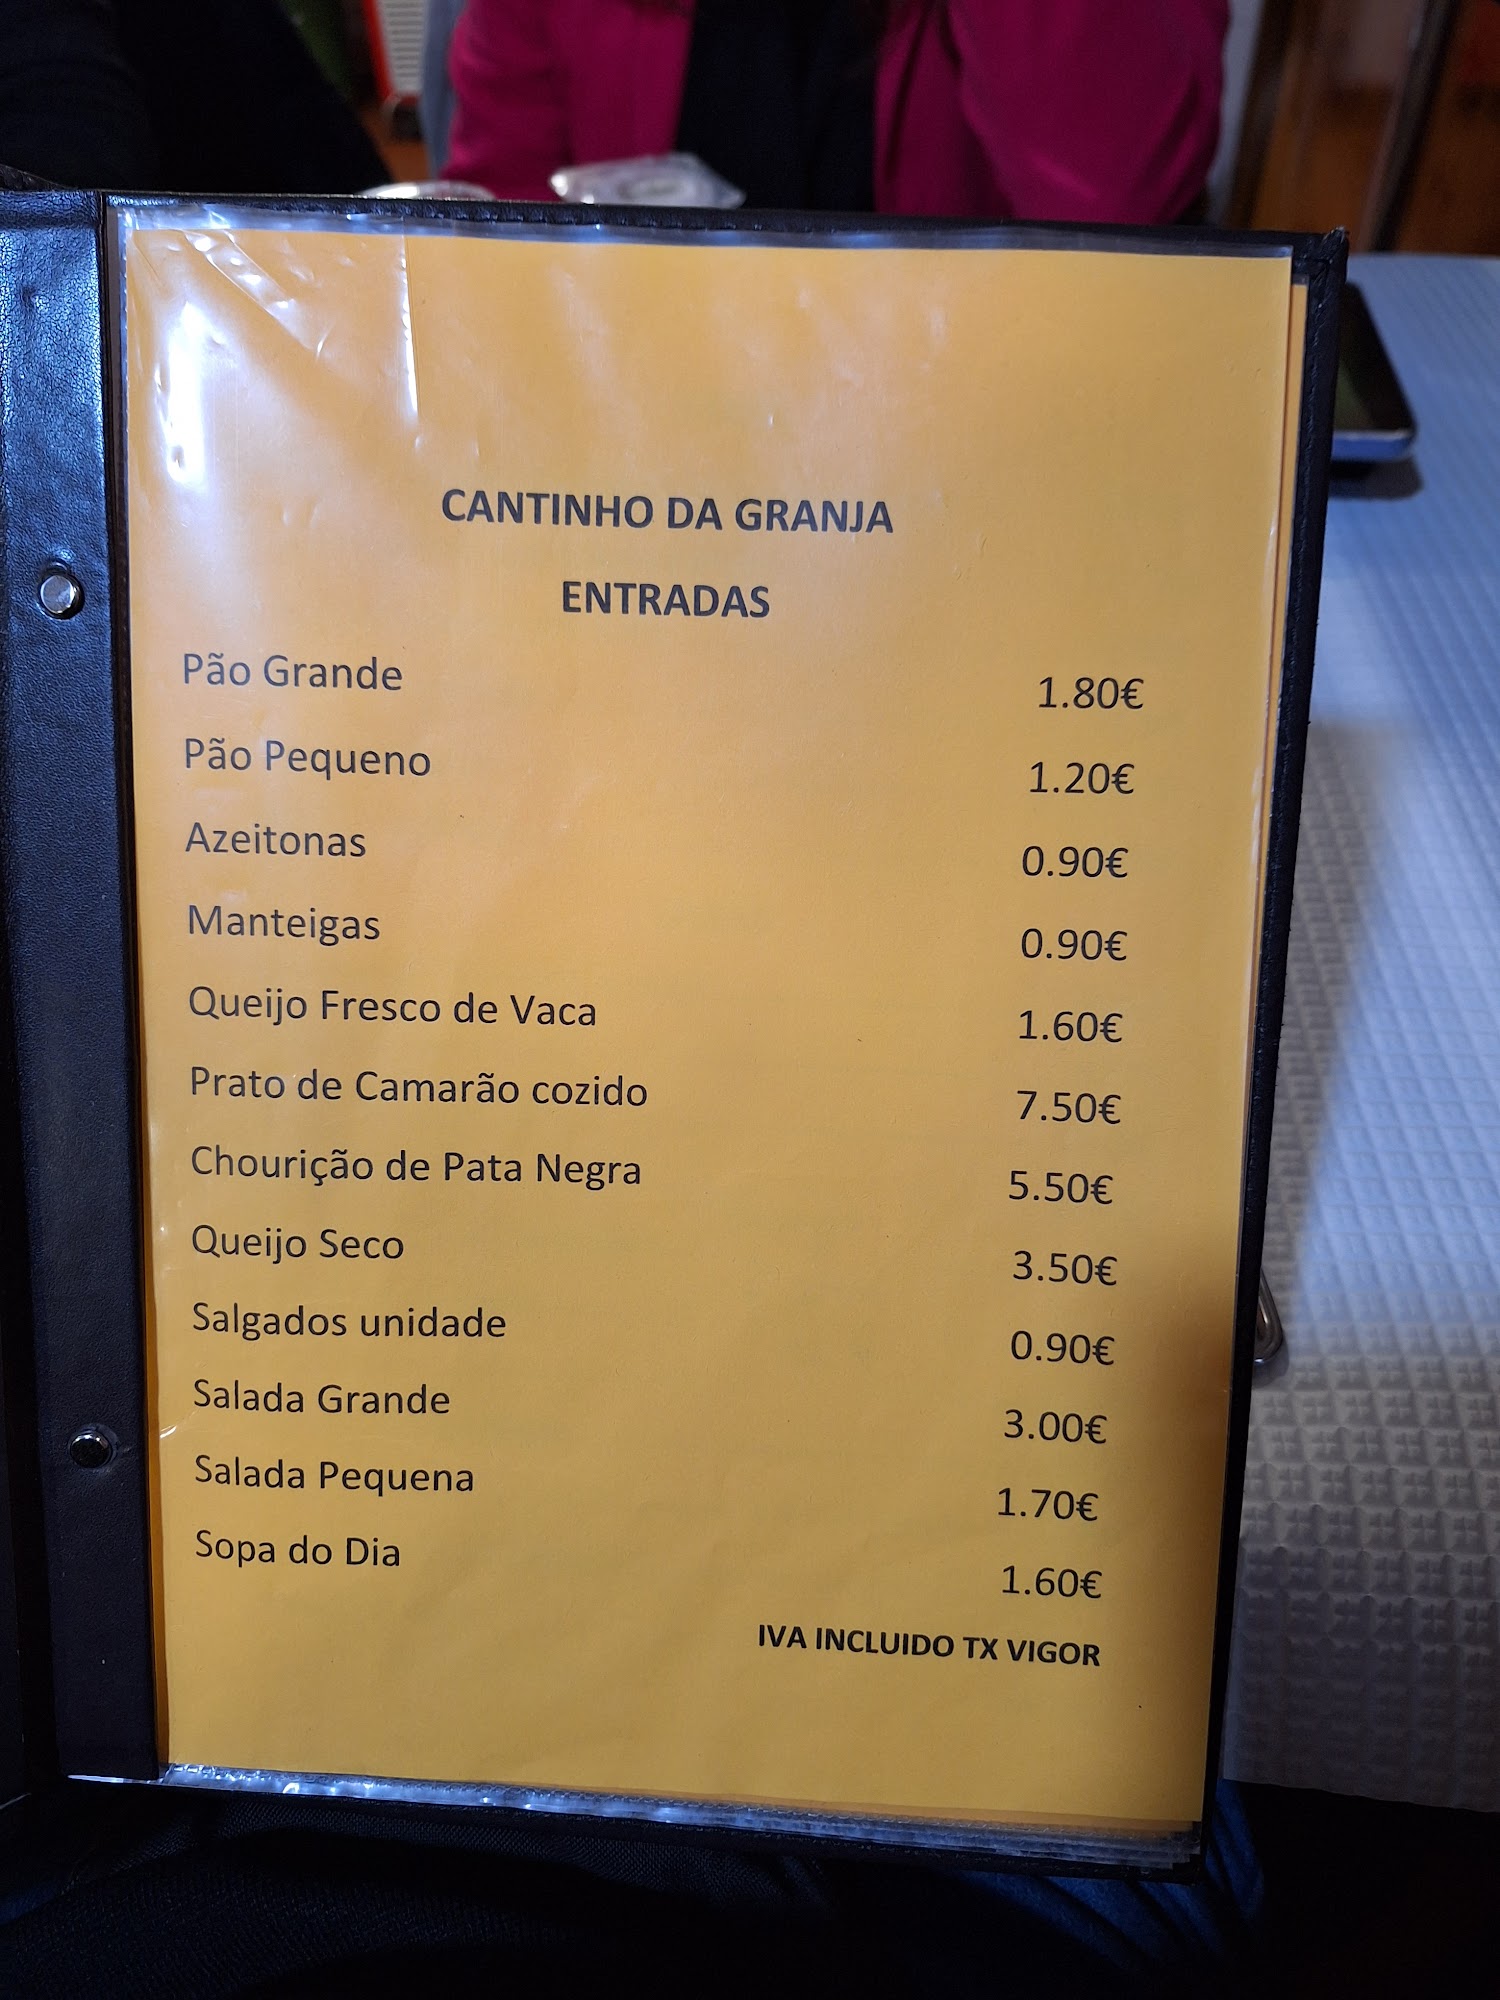 CANTINHO DA GRANJA
ENTRADAS
Pão Grande 1.80€
Pão Pequeno 1.20€
Azeitonas 0.90€
Manteigas 0.90€
Queijo Fresco de Vaca 1.60€
Prato de Camarão cozido 7.50€
Chourição de Pata Negra 5.50€
Queijo Seco 3.50€
Salgados unidade 0.90€
Salada Grande 3.00€
Salada Pequena 1.70€
Sopa do Dia 1.60€
IVA INCLUIDO TX VIGOR